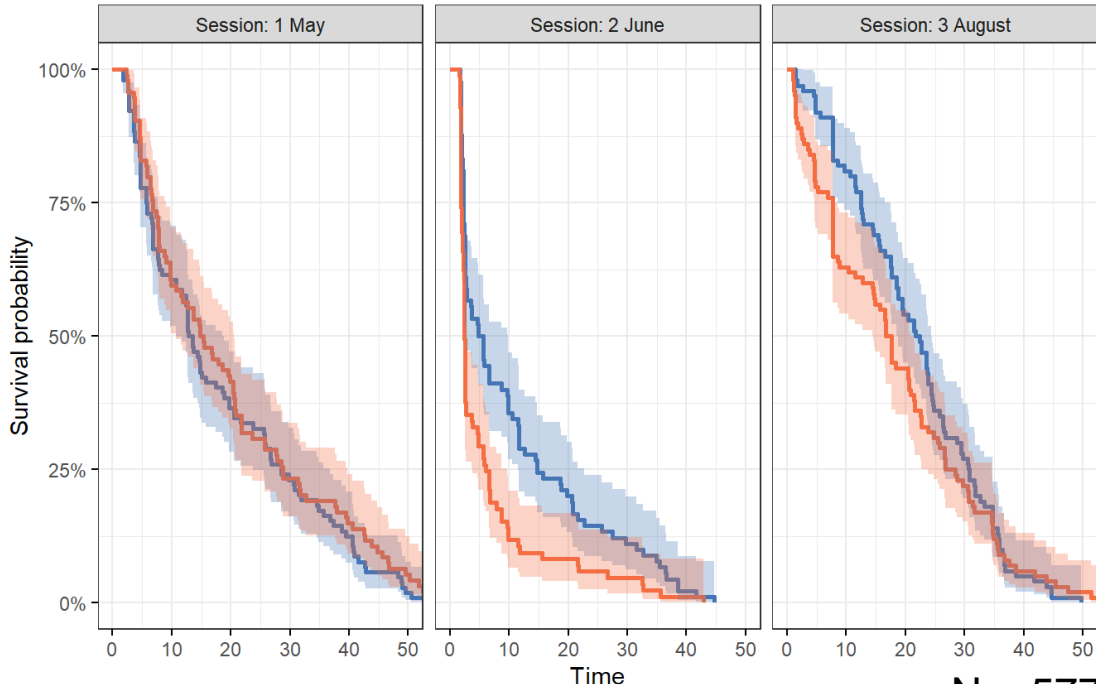 Session: 1 May
Session: 2 June
Session: 3 August
Survival probability
100%
75%
50%
25%
0%
0 10 20 30 40 50
0 10 20 30 40 50
0 10 20 30 40 50
Time